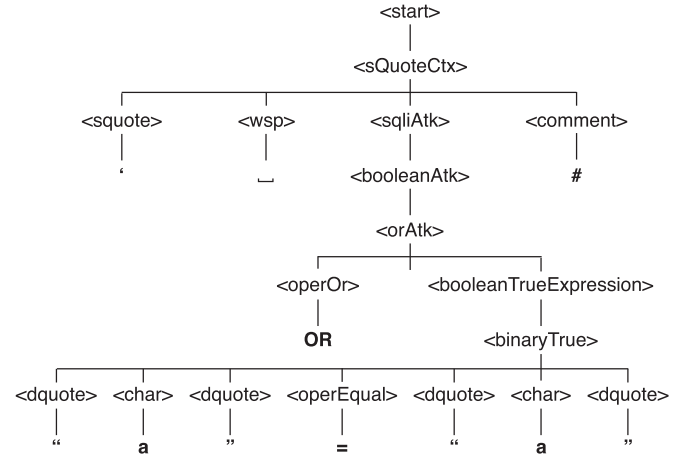 <start>
<sQuoteCtx>
<squote> <wsp> <sqliAtk> <comment>
‘ ⎵ <booleanAtk> #
<orAtk>
<operOr> <booleanTrueExpression>
OR <binaryTrue>
<dquote> <char> <dquote> <operEqual> <dquote> <char> <dquote>
“ a ” = “ a ”